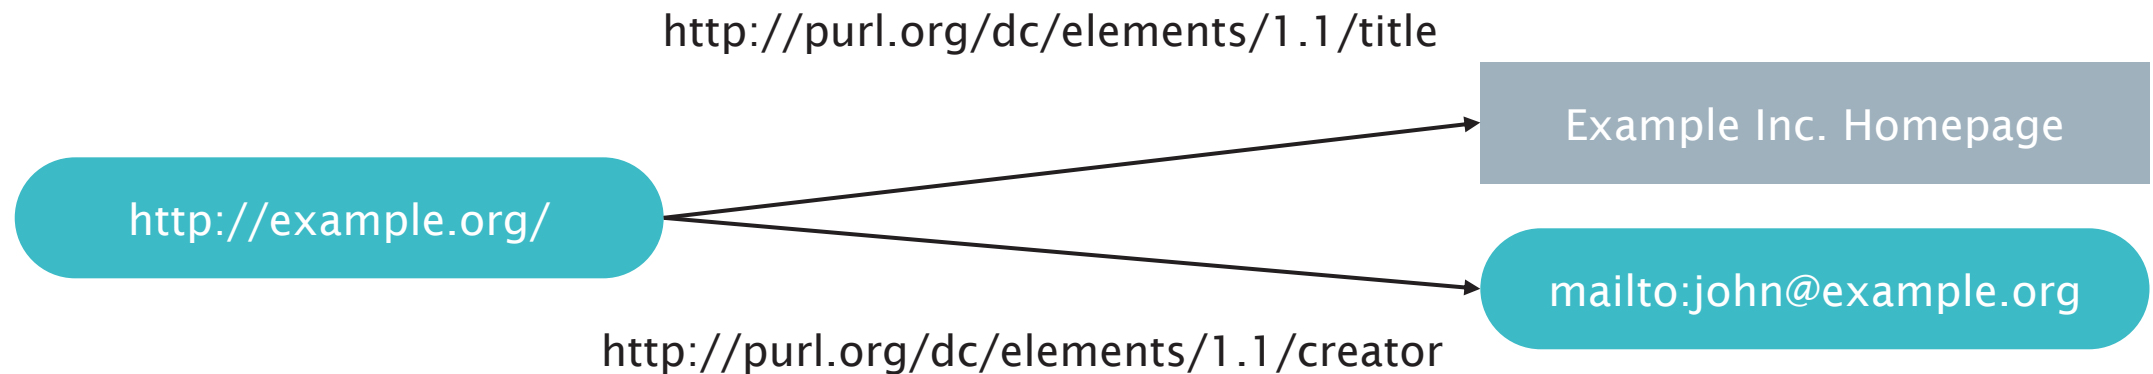 http://purl.org/dc/elements/1.1/title
Example Inc. Homepage
http://example.org/
mailto:john@example.org
http://purl.org/dc/elements/1.1/creator